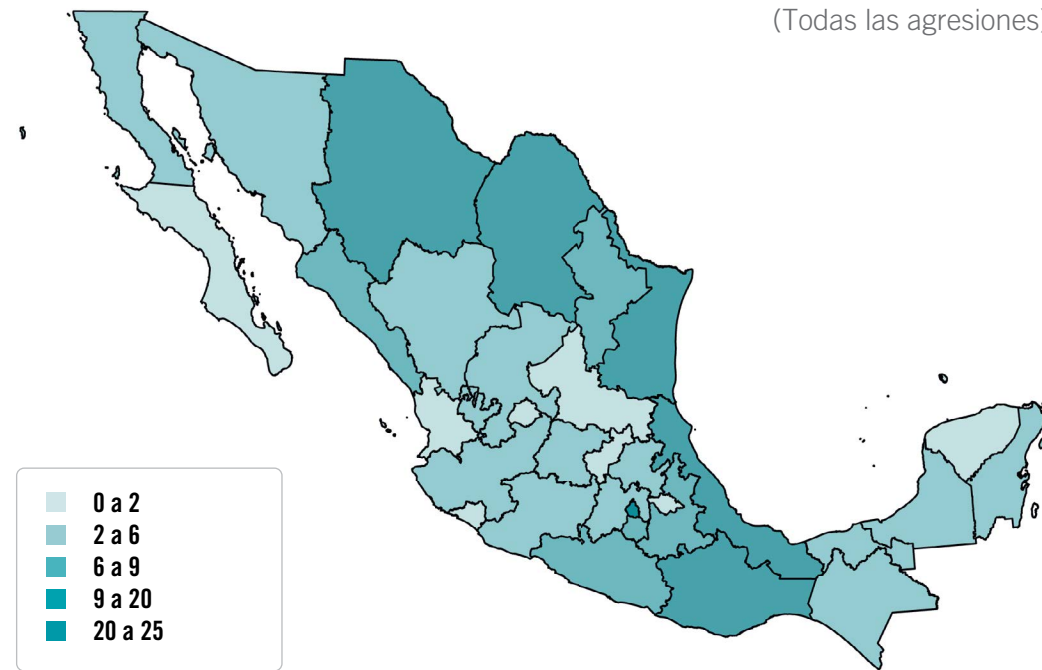 (Todas las agresiones)
0 a 2
2 a 6
6 a 9
9 a 20
20 a 25